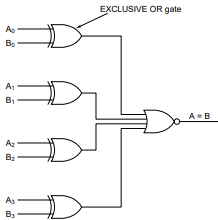 EXCLUSIVE OR gate
A₀
B₀
A₁
B₁
A = B
A₂
B₂
A₃
B₃